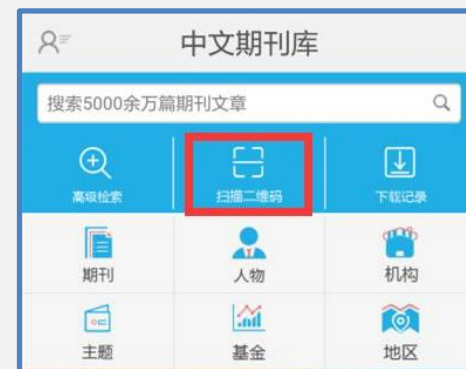 中文期刊库
搜索5000余万篇期刊文章
高级检索 扫描二维码 下载记录
期刊 人物 机构
主题 基金 地区